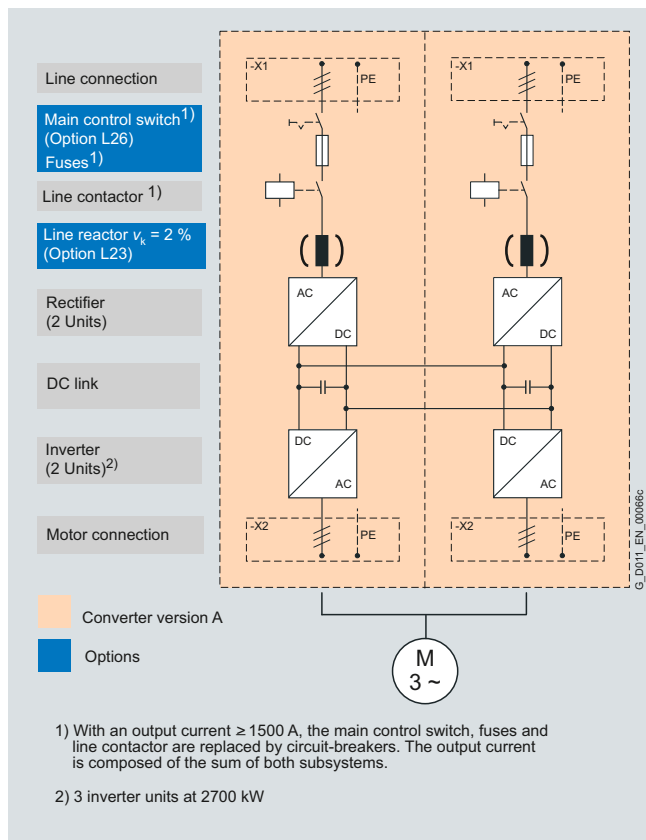 Line connection
Main control switch1)
(Option L26)
Fuses1)
Line contactor 1)
Line reactor vk = 2 %
(Option L23)
Rectifier
(2 Units)
DC link
Inverter
(2 Units)2)
Motor connection
-X1
PE
-X1
PE
AC
DC
AC
DC
DC
AC
DC
AC
-X2
PE
-X2
PE
G_D011_EN_00066c
Converter version A
Options
M
3 ~
1) With an output current ≥ 1500 A, the main control switch, fuses and
line contactor are replaced by circuit-breakers. The output current
is composed of the sum of both subsystems.
2) 3 inverter units at 2700 kW